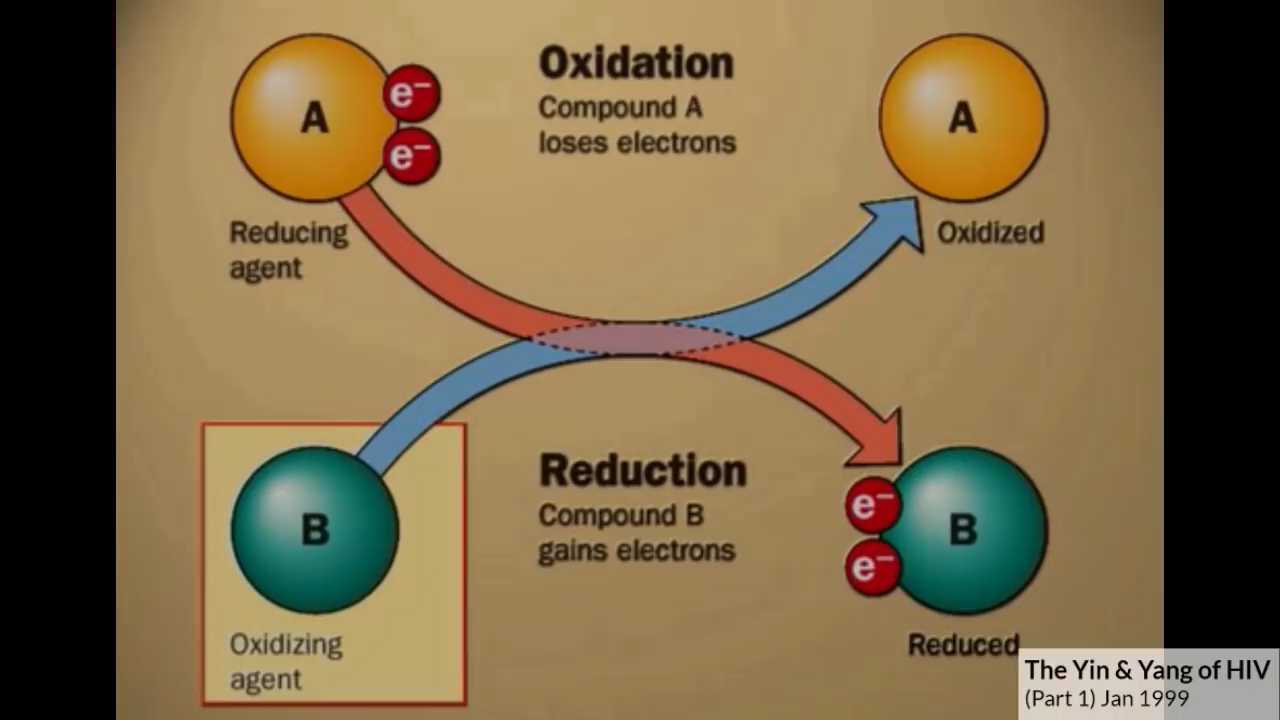 A
e⁻
e⁻
Oxidation
Compound A
loses electrons
A
Reducing
agent
Oxidized
B
Reduction
Compound B
gains electrons
e⁻
e⁻
B
Oxidizing
agent
Reduced
The Yin & Yang of HIV
(Part 1) Jan 1999